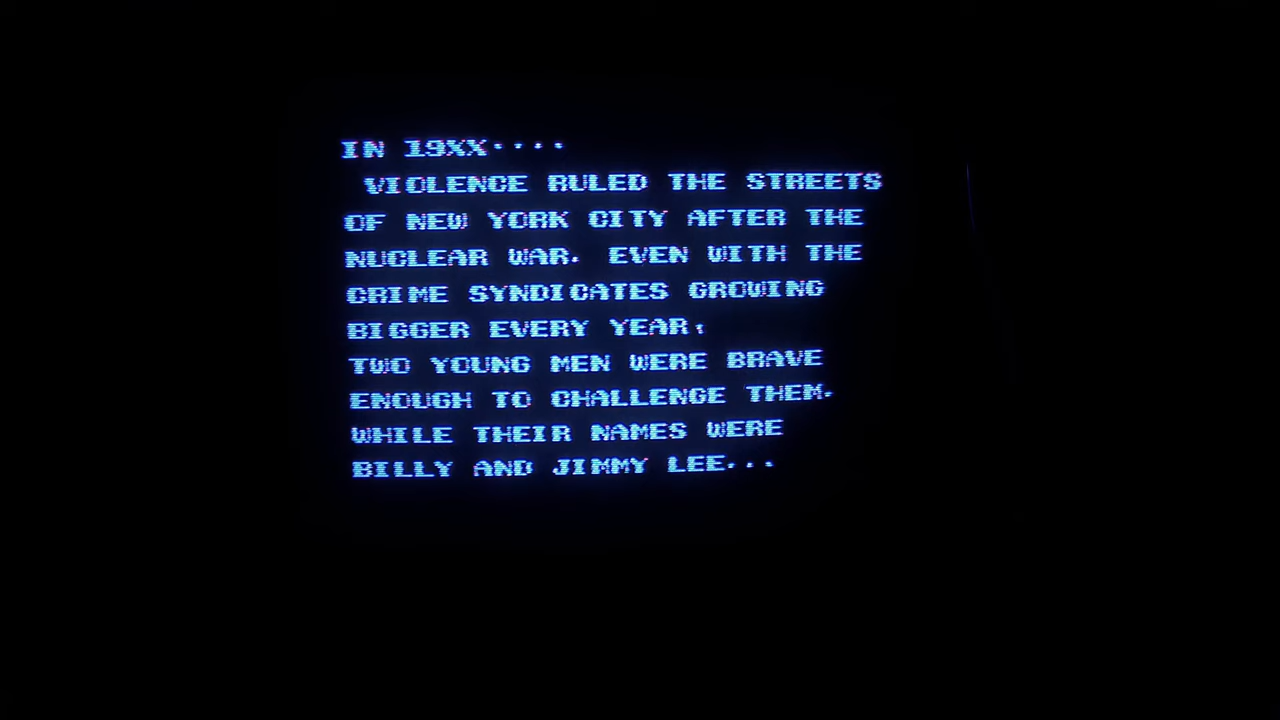 IN 19XX....
VIOLENCE RULED THE STREETS
OF NEW YORK CITY AFTER THE
NUCLEAR WAR. EVEN WITH THE
CRIME SYNDICATES GROWING
BIGGER EVERY YEAR,
TWO YOUNG MEN WERE BRAVE
ENOUGH TO CHALLENGE THEM.
WHILE THEIR NAMES WERE
BILLY AND JIMMY LEE...